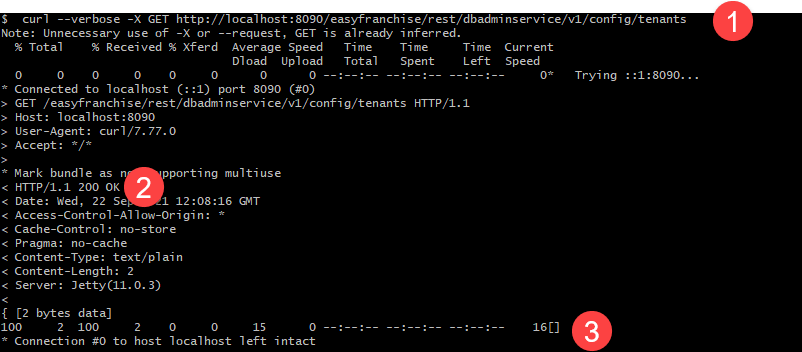 $ curl --verbose -X GET http://localhost:8090/easyfranchise/rest/dbadminservice/v1/config/tenants 1
Note: Unnecessary use of -X or --request, GET is already inferred.
% Total % Received % Xferd Average Speed Time Time Time Current
Dload Upload Total Spent Left Speed
0 0 0 0 0 0 0 0 --:--:-- --:--:-- --:--:-- 0* Trying ::1:8090...
* Connected to localhost (::1) port 8090 (#0)
> GET /easyfranchise/rest/dbadminservice/v1/config/tenants HTTP/1.1
> Host: localhost:8090
> User-Agent: curl/7.77.0
> Accept: */*
>
* Mark bundle as not supporting multiuse
< HTTP/1.1 200 OK 2
< Date: Wed, 22 Sep 2021 12:08:16 GMT
< Access-Control-Allow-Origin: *
< Cache-Control: no-store
< Pragma: no-cache
< Content-Type: text/plain
< Content-Length: 2
< Server: Jetty(11.0.3)
<
{ [2 bytes data]
100 2 100 2 0 0 15 0 --:--:-- --:--:-- --:--:-- 16[] 3
* Connection #0 to host localhost left intact